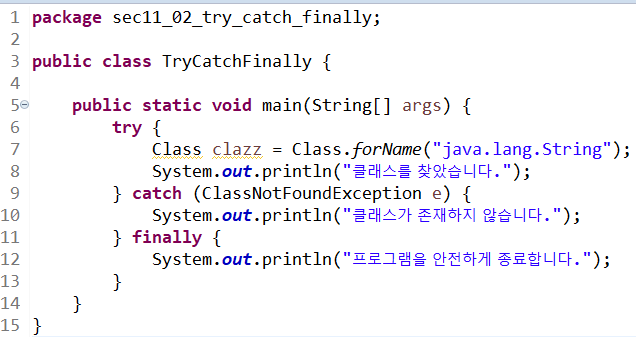 1 package sec11_02_try_catch_finally;
2
3 public class TryCatchFinally {
4
5 public static void main(String[] args) {
6 try {
7 Class clazz = Class.forName("java.lang.String");
8 System.out.println("클래스를 찾았습니다.");
9 } catch (ClassNotFoundException e) {
10 System.out.println("클래스가 존재하지 않습니다.");
11 } finally {
12 System.out.println("프로그램을 안전하게 종료합니다.");
13 }
14 }
15 }